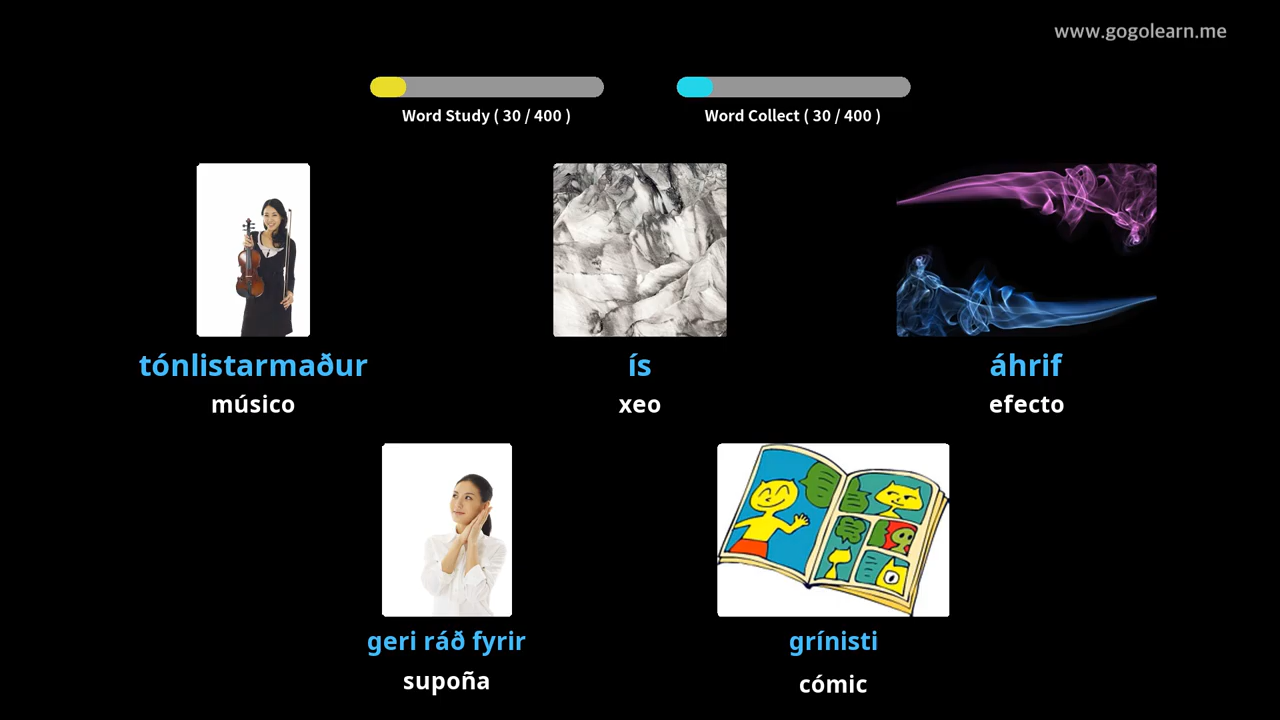 www.gogolearn.me
Word Study ( 30 / 400 )
Word Collect ( 30 / 400 )
tónlistarmaður
músico
ís
xeo
áhrif
efecto
geri ráð fyrir
supoña
grínisti
cómic